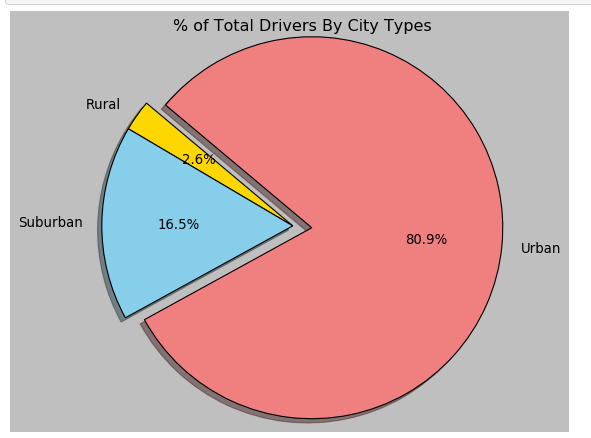 % of Total Drivers By City Types
Rural
2.6%
Suburban
16.5%
80.9%
Urban